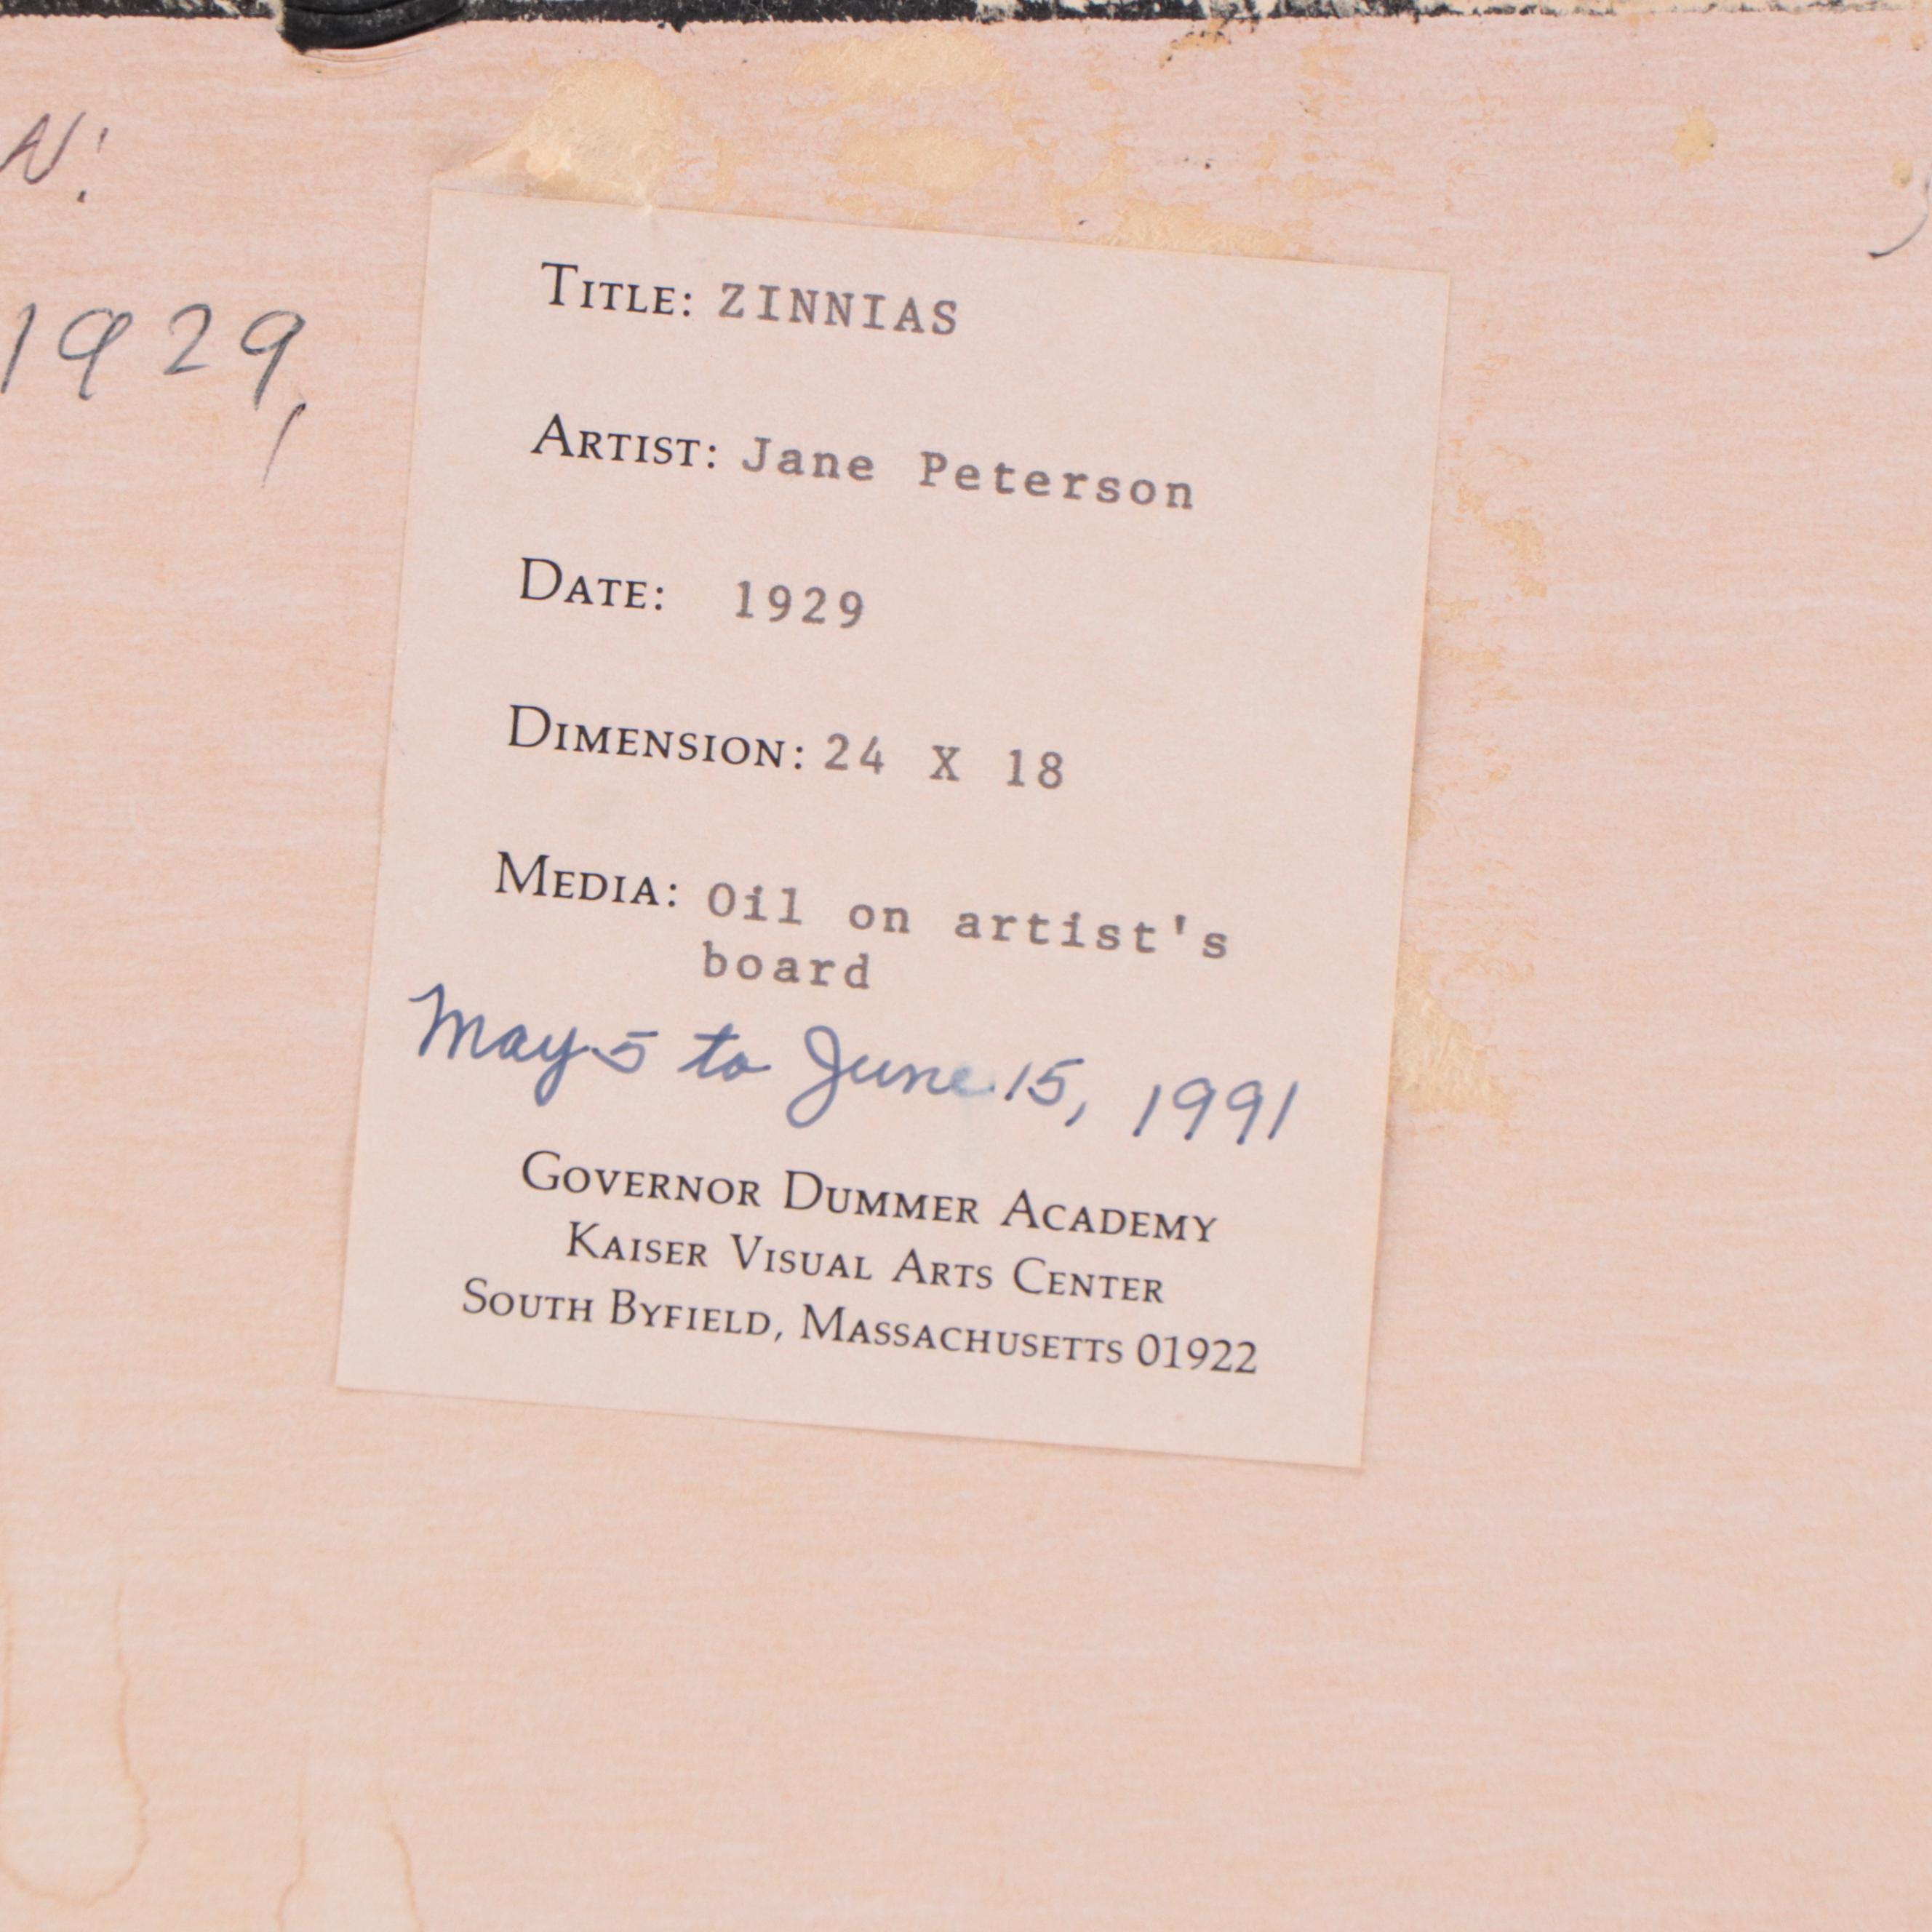 N!
1929,
TITLE: ZINNIAS
ARTIST: Jane Peterson
DATE: 1929
DIMENSION: 24 X 18
MEDIA: Oil on artist's
board
May 5 to June 15, 1991
GOVERNOR DUMMER ACADEMY
KAISER VISUAL ARTS CENTER
SOUTH BYFIELD, MASSACHUSETTS 01922